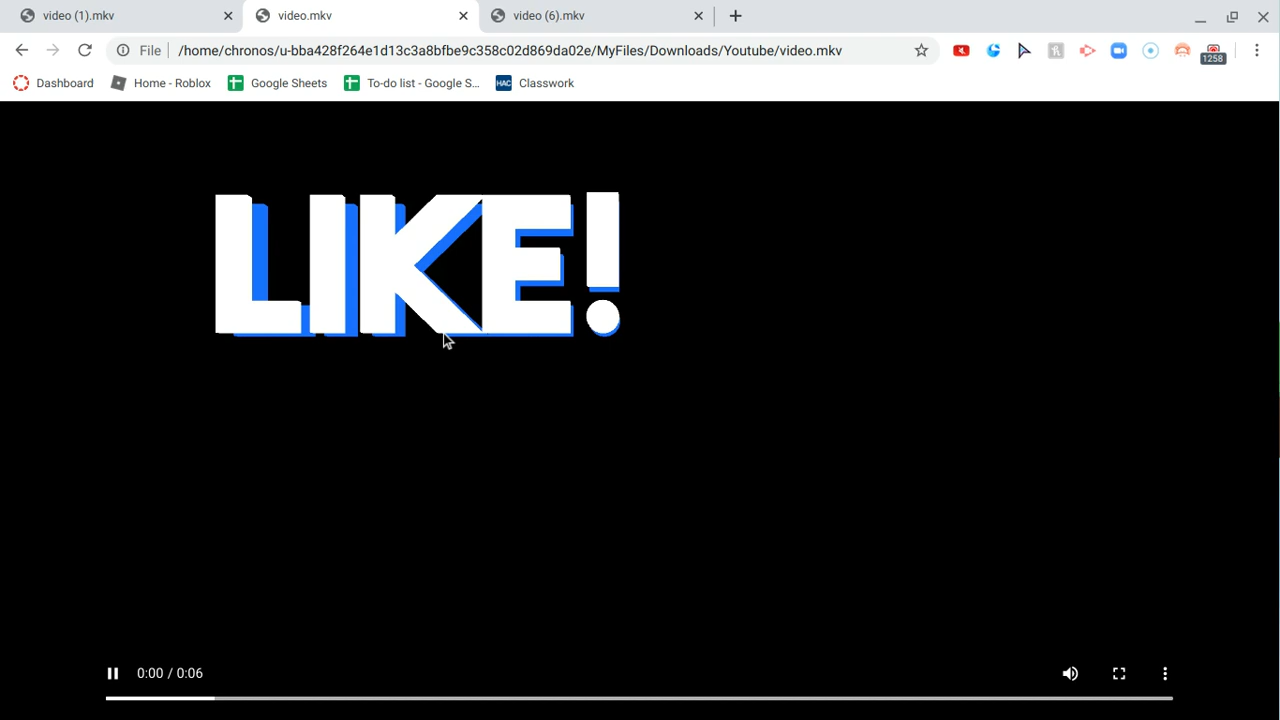 video (1).mkv
video.mkv
video (6).mkv
File
/home/chronos/u-bba428f264e1d13c3a8bfbe9c358c02d869da02e/MyFiles/Downloads/Youtube/video.mkv
1258
Dashboard
Home - Roblox
Google Sheets
To-do list - Google S...
HAC
Classwork
LIKE!
0:00 / 0:06